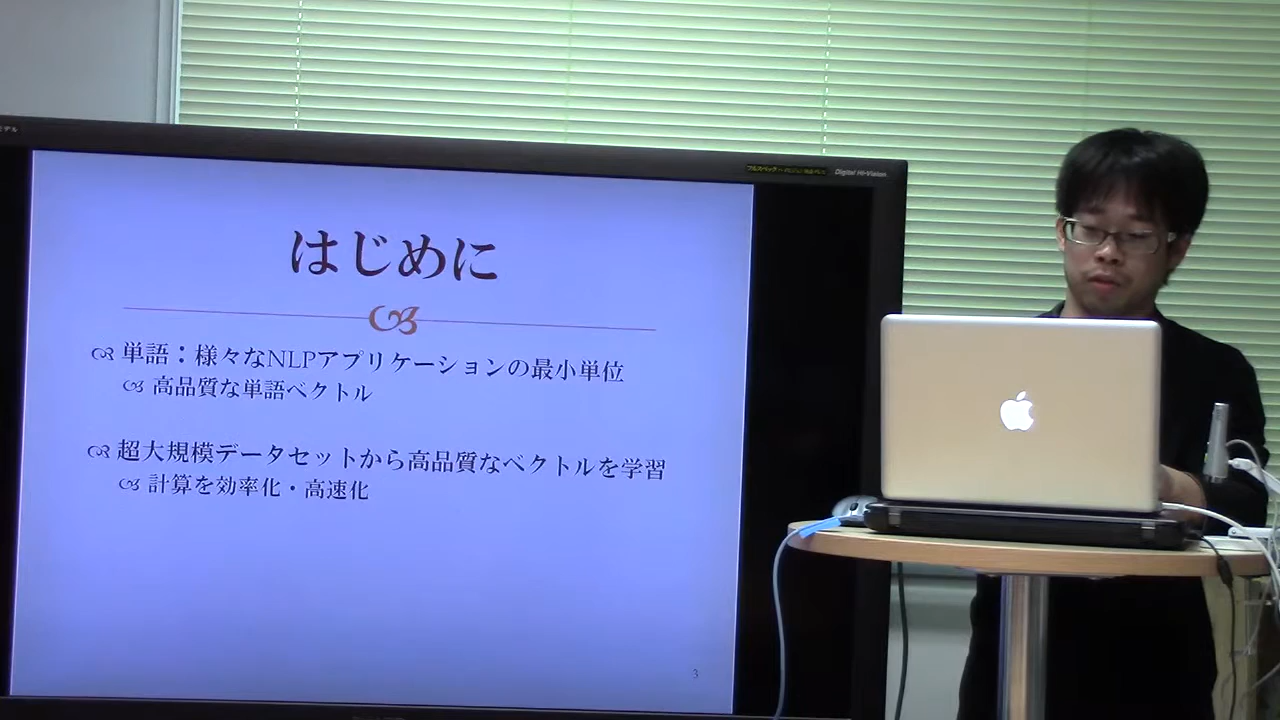 Digital Hi-Vision
はじめに
単語：様々なNLPアプリケーションの最小単位
高品質な単語ベクトル
超大規模データセットから高品質なベクトルを学習
計算を効率化・高速化
3